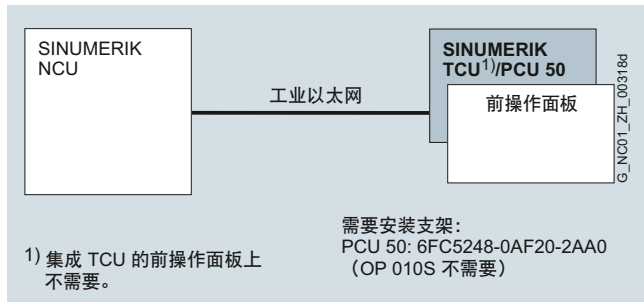 SINUMERIK
NCU
工业以太网
SINUMERIK
TCU1)/PCU 50
前操作面板
G_NC01_ZH_00318d
1) 集成 TCU 的前操作面板上
不需要。
需要安装支架：
PCU 50: 6FC5248-0AF20-2AA0
（OP 010S 不需要）